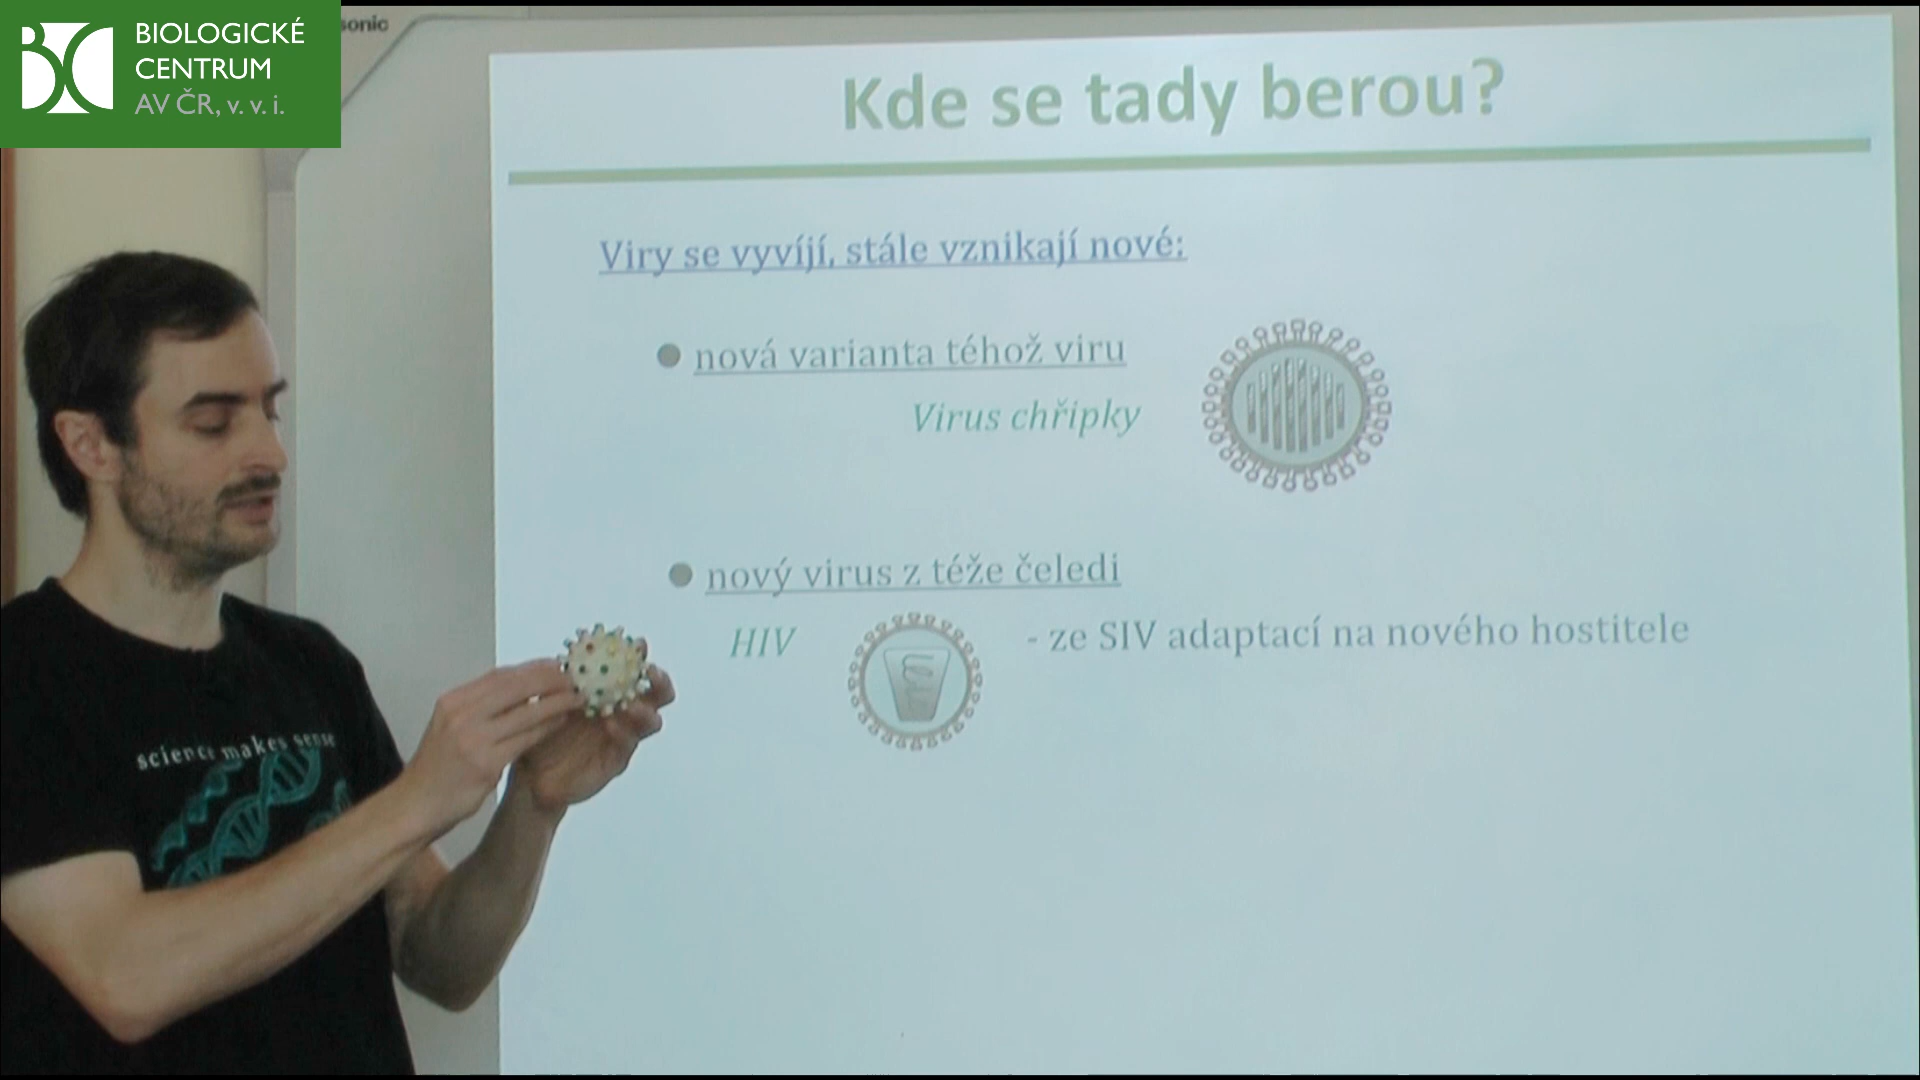 BIOLOGICKÉ
CENTRUM
AV ČR, v. v. i.
sonic
Kde se tady berou?
Viry se vyvíjí, stále vznikají nové:
nová varianta téhož viru
Virus chřipky
nový virus z téže čeledi
HIV
- ze SIV adaptací na nového hostitele
science makes sense